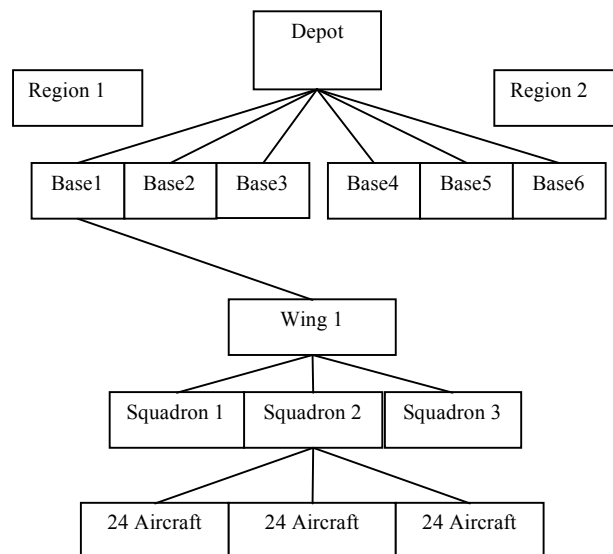 Depot
Region 1
Region 2
Base1
Base2
Base3
Base4
Base5
Base6
Wing 1
Squadron 1
Squadron 2
Squadron 3
24 Aircraft
24 Aircraft
24 Aircraft